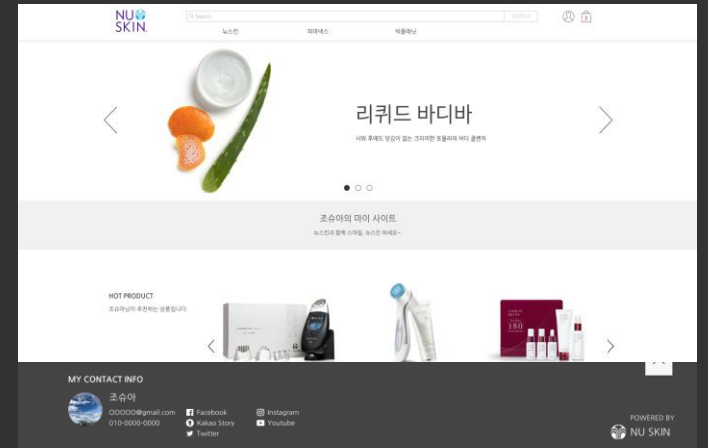 NU
SKIN
Search
뉴스킨
파마넥스
빅플래닛
리퀴드 바디바
샤워 후에도 당김이 없는 크리미한 포뮬라의 바디 클렌저
조슈아의 마이 사이트
뉴스킨과 함께 스마일, 뉴스킨 하세요~
HOT PRODUCT
조슈아님이 추천하는 상품입니다.
180
MY CONTACT INFO
조슈아
OOOOO@gmail.com
010-0000-0000
Facebook
Kakao Story
Twitter
Instagram
Youtube
POWERED BY
NU SKIN